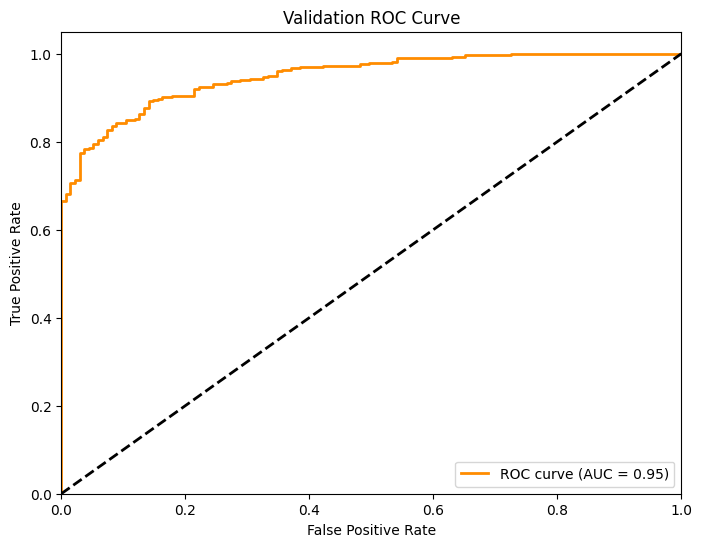 Validation ROC Curve
True Positive Rate
1.0
0.8
0.6
0.4
0.2
0.0
0.0 0.2 0.4 0.6 0.8 1.0
False Positive Rate
ROC curve (AUC = 0.95)